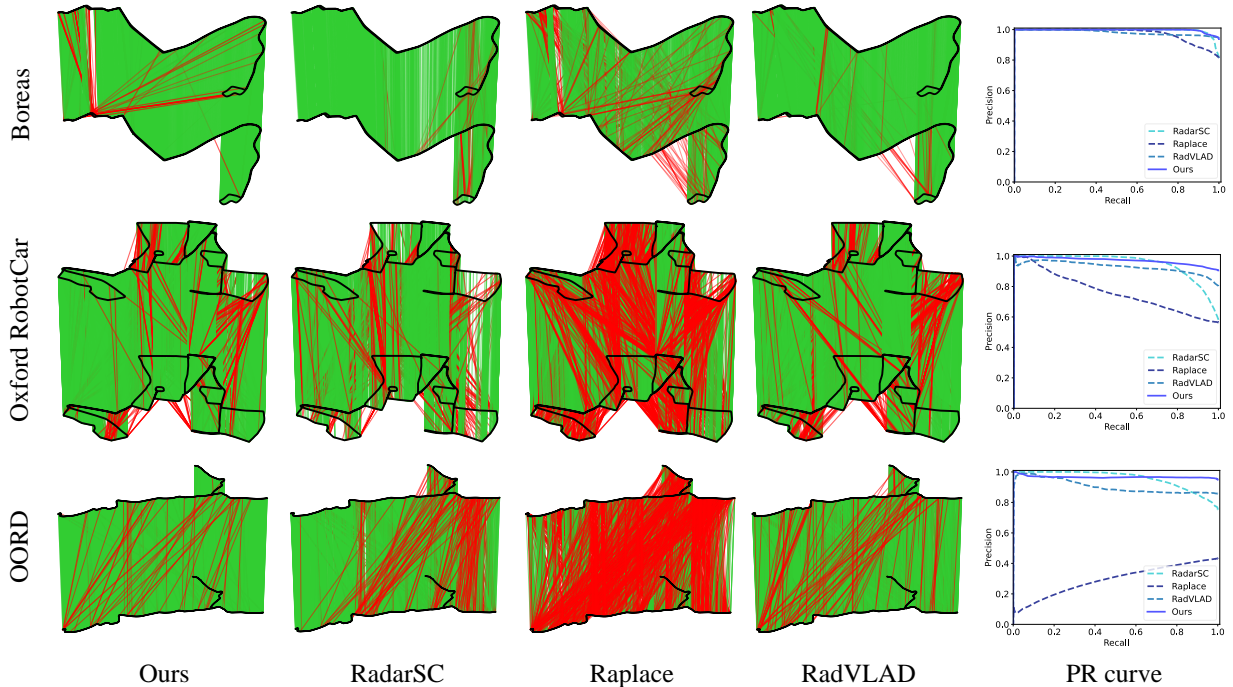 Boreas
Precision
1.0
0.8
0.6
0.4
0.2
0.0
0.0 0.2 0.4 0.6 0.8 1.0
Recall
RadarSC
Raplace
RadVLAD
Ours
Oxford RobotCar
Precision
1.0
0.8
0.6
0.4
0.2
0.0
0.0 0.2 0.4 0.6 0.8 1.0
Recall
RadarSC
Raplace
RadVLAD
Ours
OORD
Precision
1.0
0.8
0.6
0.4
0.2
0.0
0.0 0.2 0.4 0.6 0.8 1.0
Recall
RadarSC
Raplace
RadVLAD
Ours
Ours RadarSC Raplace RadVLAD PR curve